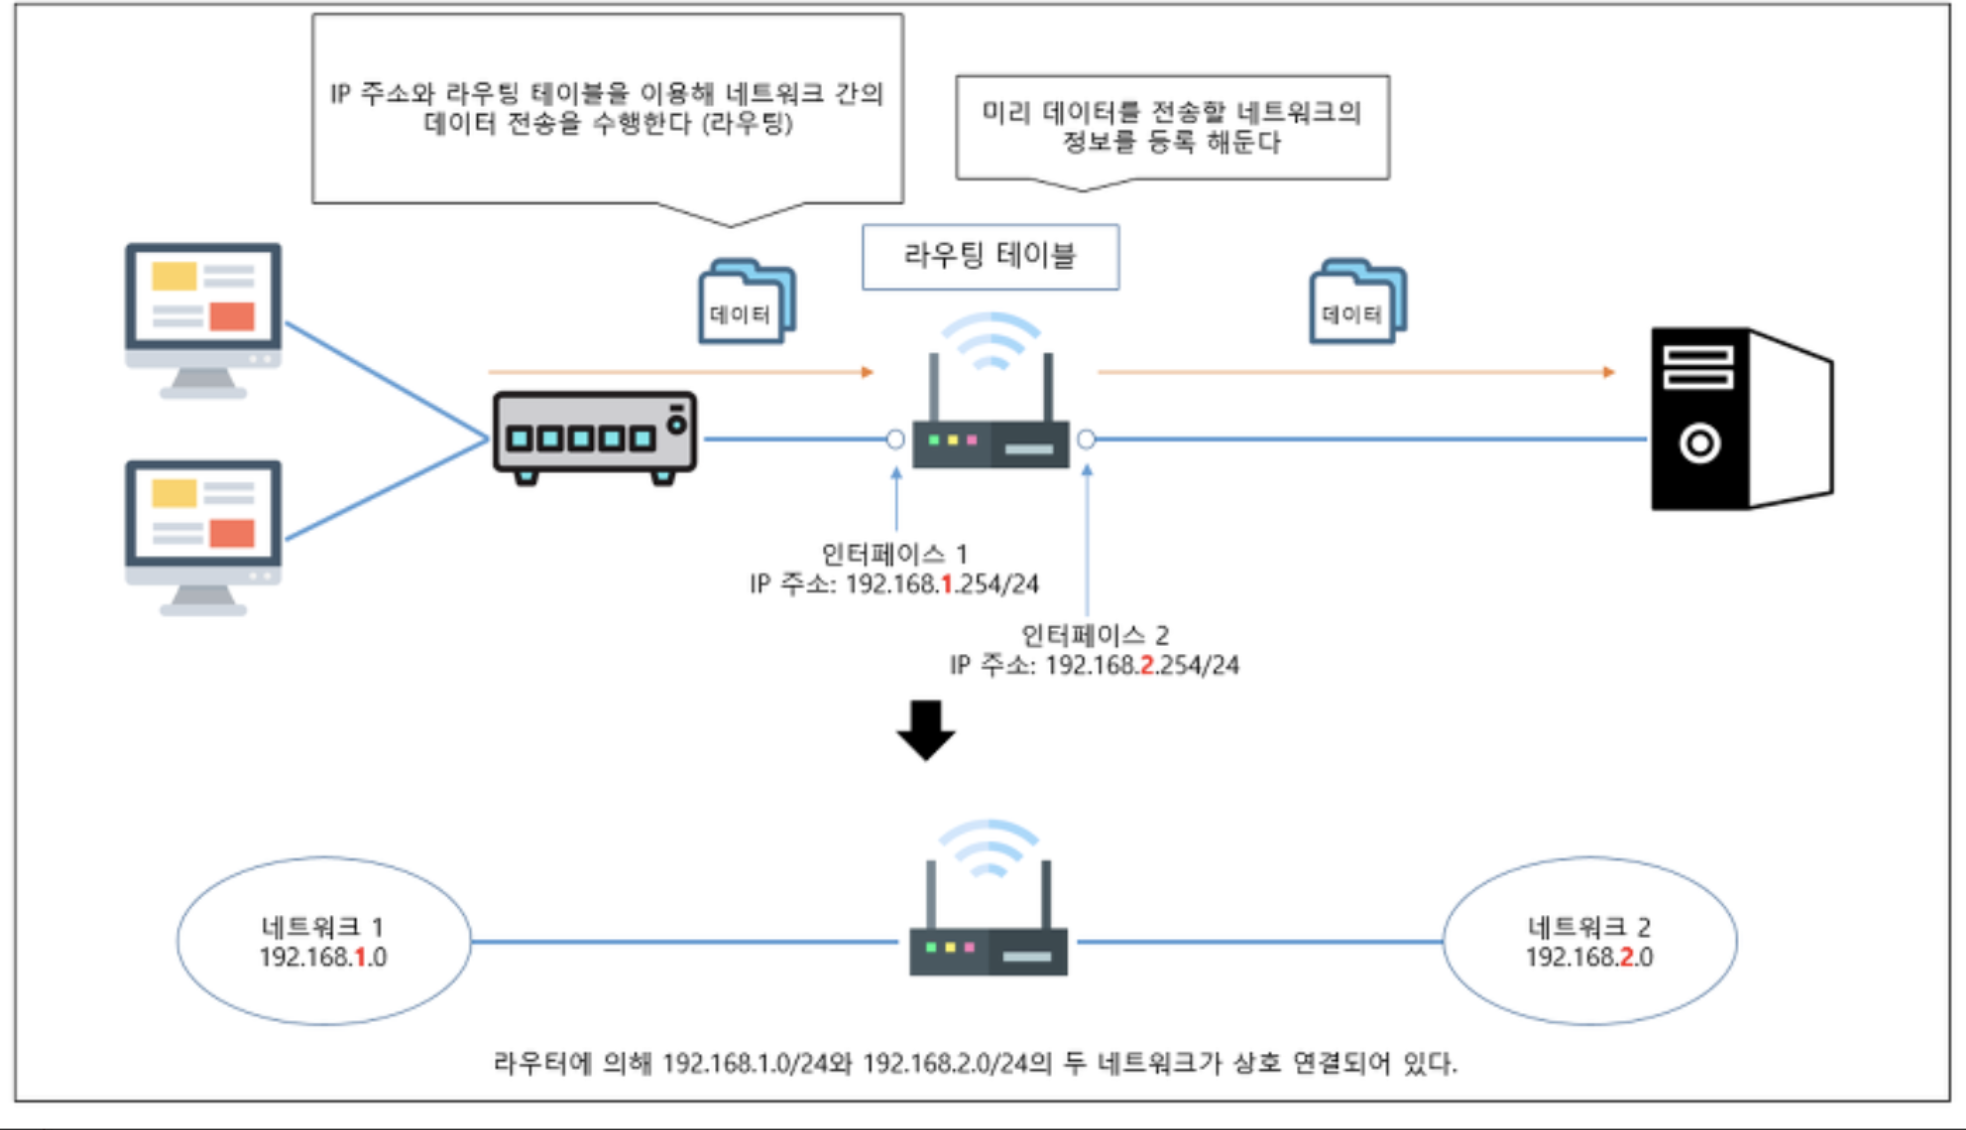 IP 주소와 라우팅 테이블을 이용해 네트워크 간의
데이터 전송을 수행한다 (라우팅)
미리 데이터를 전송할 네트워크의
정보를 등록 해둔다
라우팅 테이블
데이터
데이터
인터페이스 1
IP 주소: 192.168.1.254/24
인터페이스 2
IP 주소: 192.168.2.254/24
네트워크 1
192.168.1.0
네트워크 2
192.168.2.0
라우터에 의해 192.168.1.0/24와 192.168.2.0/24의 두 네트워크가 상호 연결되어 있다.